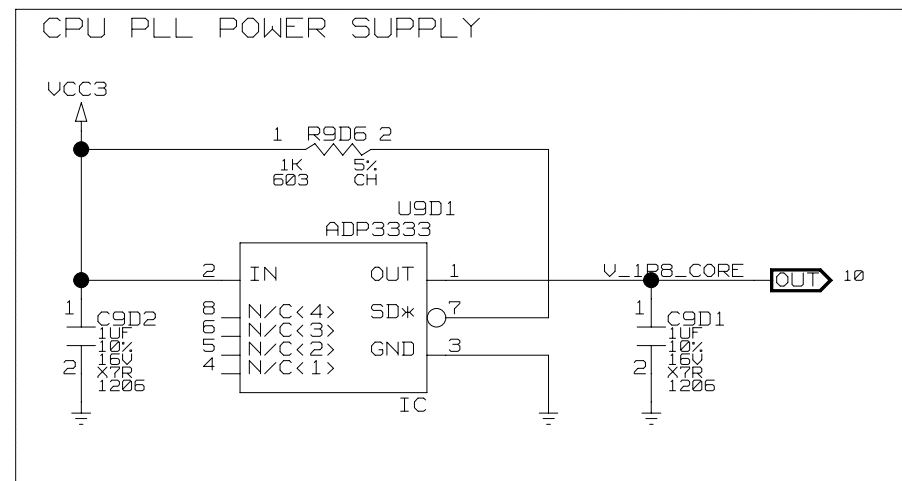 CPU PLL POWER SUPPLY
VCC3
1 R9D6 2
1K 5%
603 CH
U9D1
ADP3333
2 IN OUT 1 V_1P8_CORE OUT 10
8 N/C<4> SD* 7
6 N/C<3>
5 N/C<2> GND 3
4 N/C<1>
IC
1 C9D2
1UF
10%
16V
2 X7R
1206
1 C9D1
1UF
10%
16V
2 X7R
1206